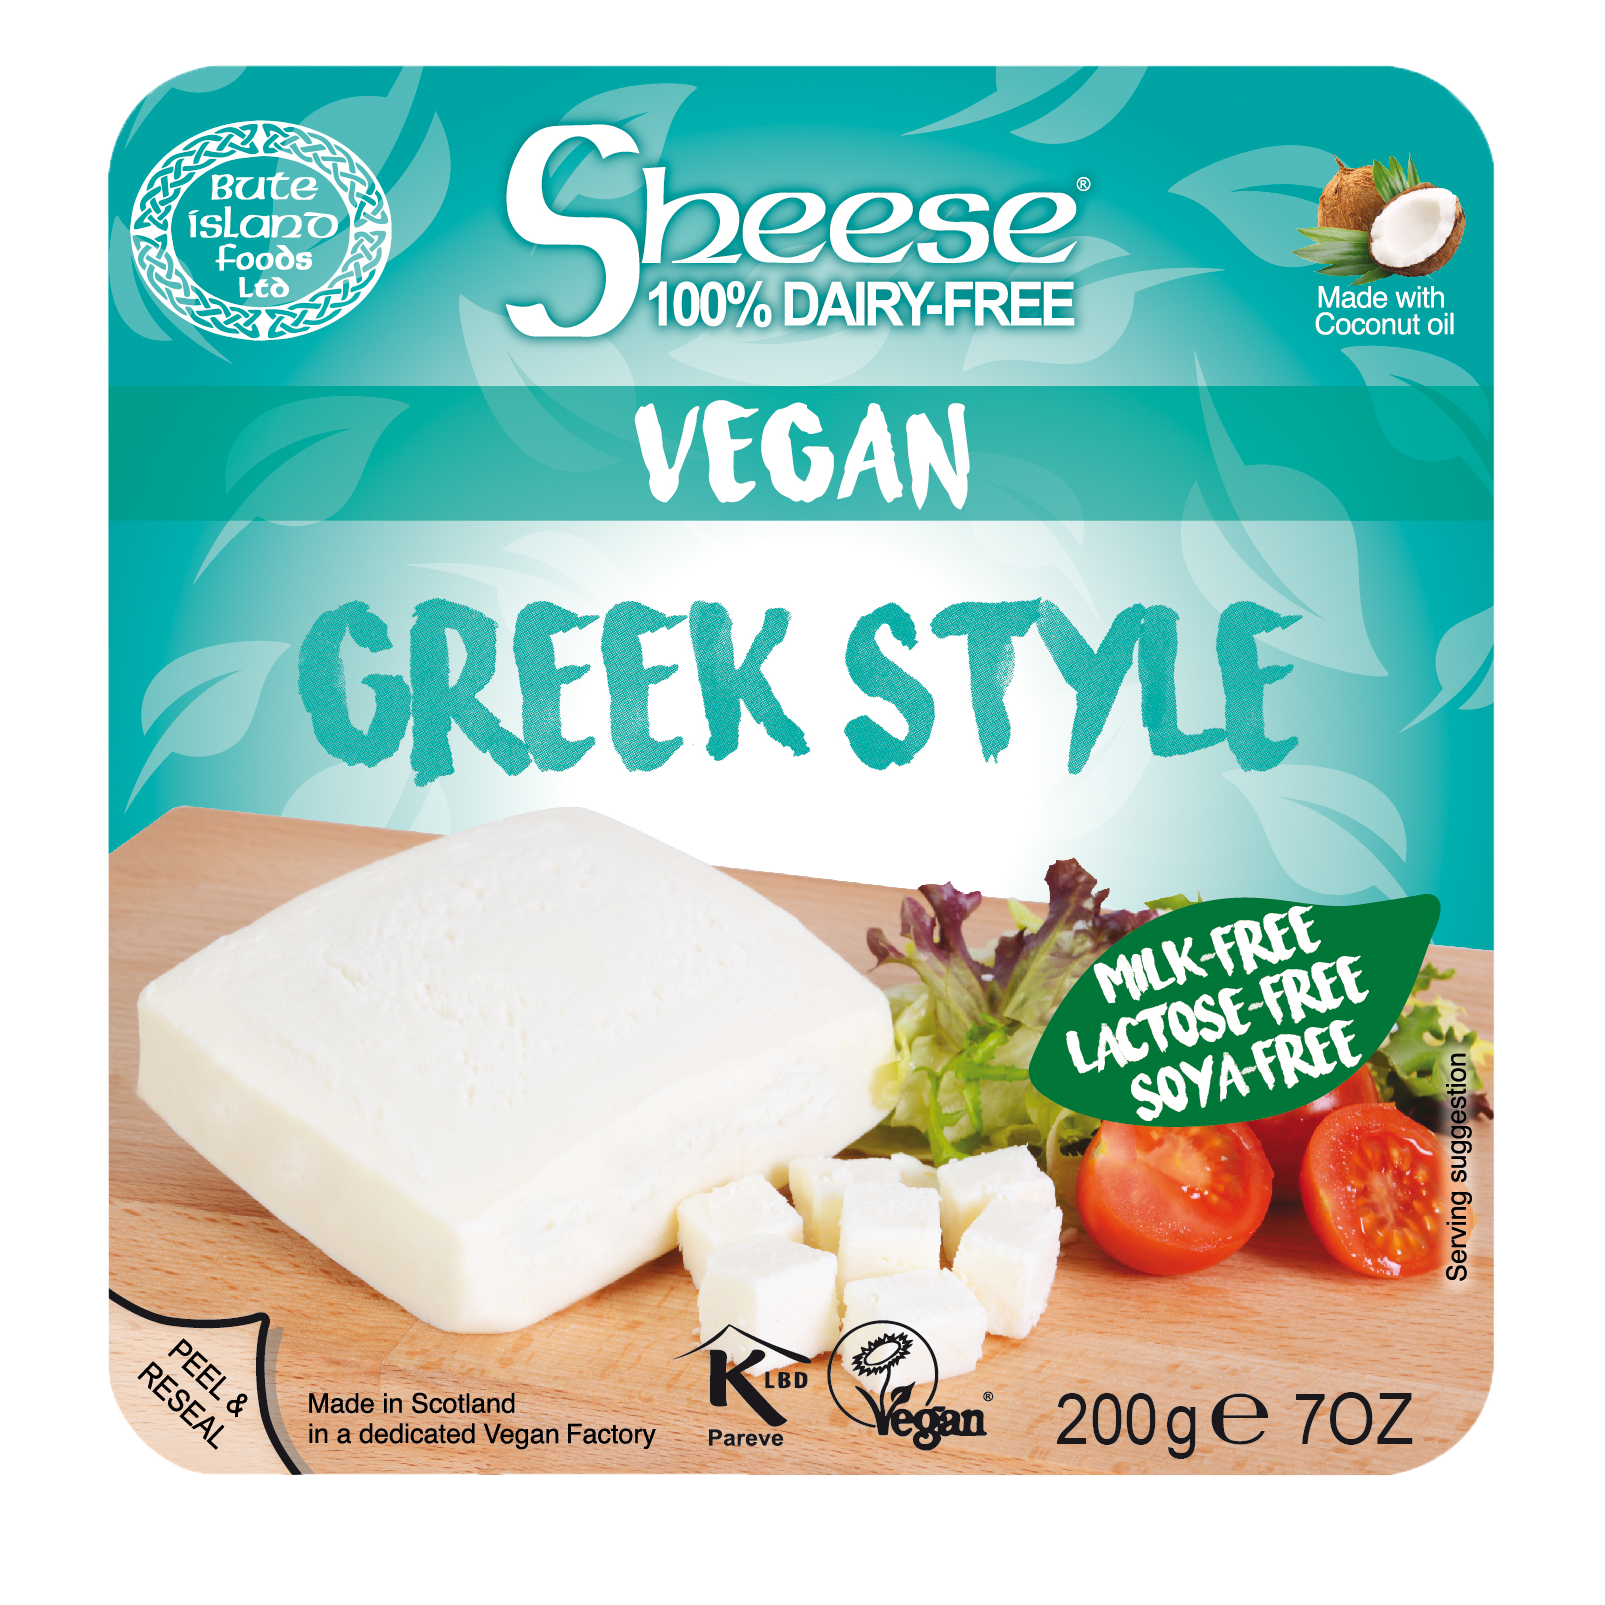 Bute
island
foods
Ltd
Sheese®
100% DAIRY-FREE
Made with
Coconut oil
VEGAN
GREEK STYLE
MILK-FREE
LACTOSE-FREE
SOYA-FREE
Serving suggestion
PEEL &
RESEAL
Made in Scotland
in a dedicated Vegan Factory
K LBD
Pareve
Vegan®
200g℮ 7OZ